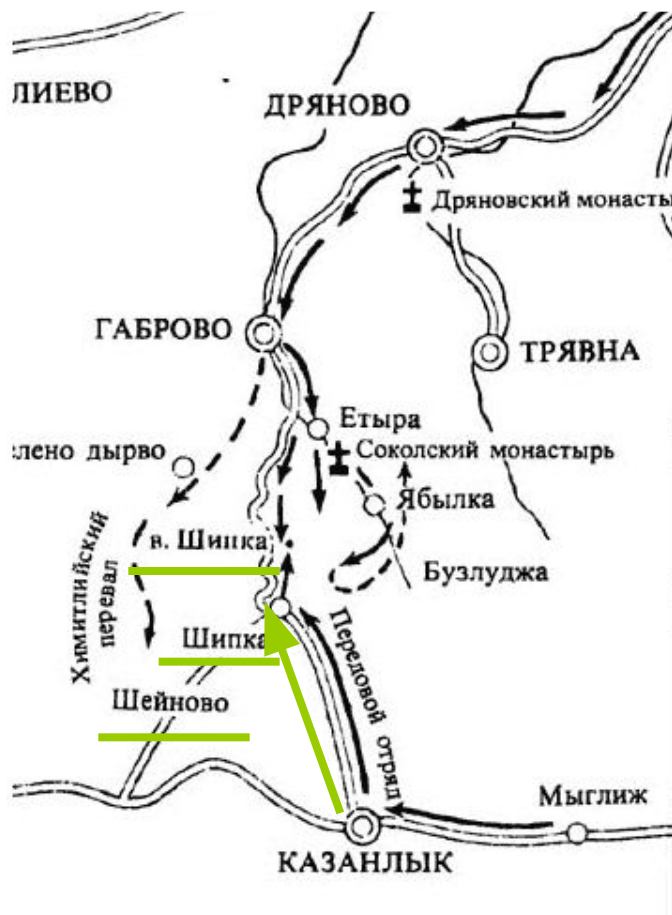 ЛИЕВО
ДРЯНОВО
Дряновский монасты
ГАБРОВО
ТРЯВНА
Етыра
лено дырво
Соколский монастырь
Ябылка
Химитлийский
перевал
в. Шипка
Бузлуджа
Передовой отряд
Шипка
Шейново
Мыглиж
КАЗАНЛЫК